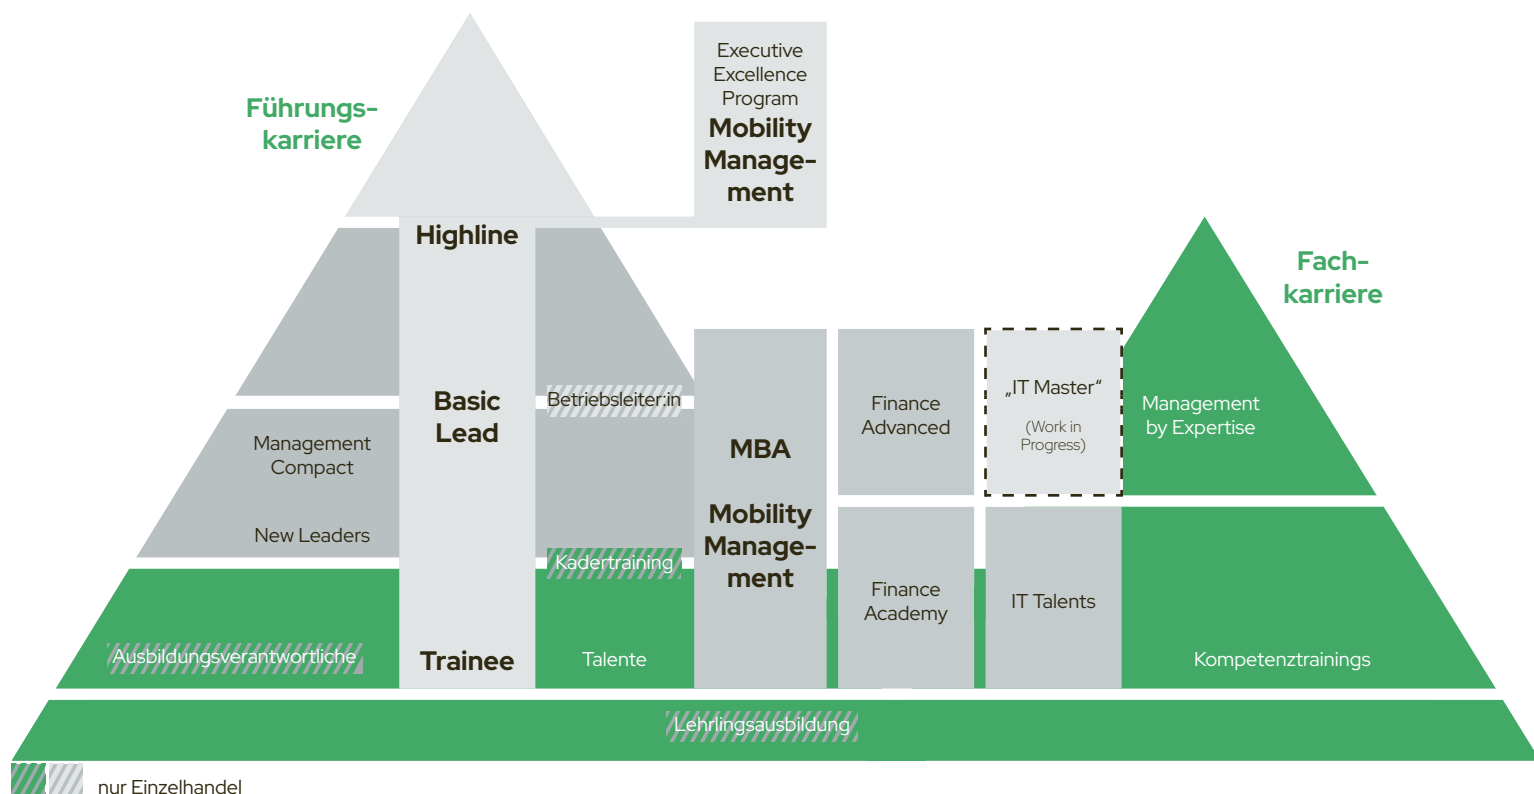 Führungs-
karriere
Executive
Excellence
Program
Mobility
Manage-
ment
Highline
Fach-
karriere
Basic
Lead
Betriebsleiter:in
Management
Compact
New Leaders
MBA
Mobility
Manage-
ment
Finance
Advanced
„IT Master“
(Work in
Progress)
Management
by Expertise
Kadertraining
Finance
Academy
IT Talents
Ausbildungsverantwortliche
Trainee
Talente
Kompetenztrainings
Lehrlingsausbildung
nur Einzelhandel